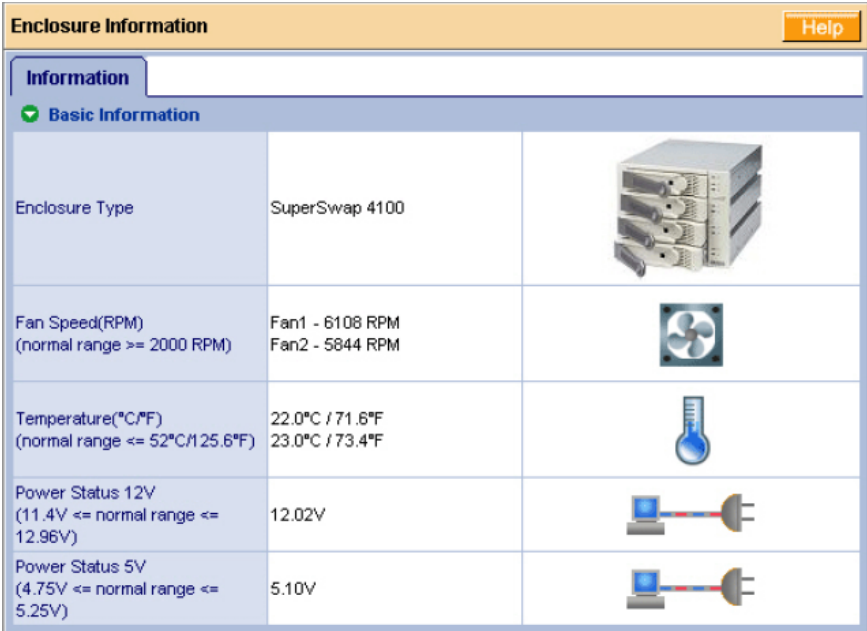 Enclosure Information
Help
Information
Basic Information
Enclosure Type
SuperSwap 4100
Fan Speed(RPM)
(normal range >= 2000 RPM)
Fan1 - 6108 RPM
Fan2 - 5844 RPM
Temperature(°C/°F)
(normal range <= 52°C/125.6°F)
22.0°C / 71.6°F
23.0°C / 73.4°F
Power Status 12V
(11.4V <= normal range <=
12.96V)
12.02V
Power Status 5V
(4.75V <= normal range <=
5.25V)
5.10V